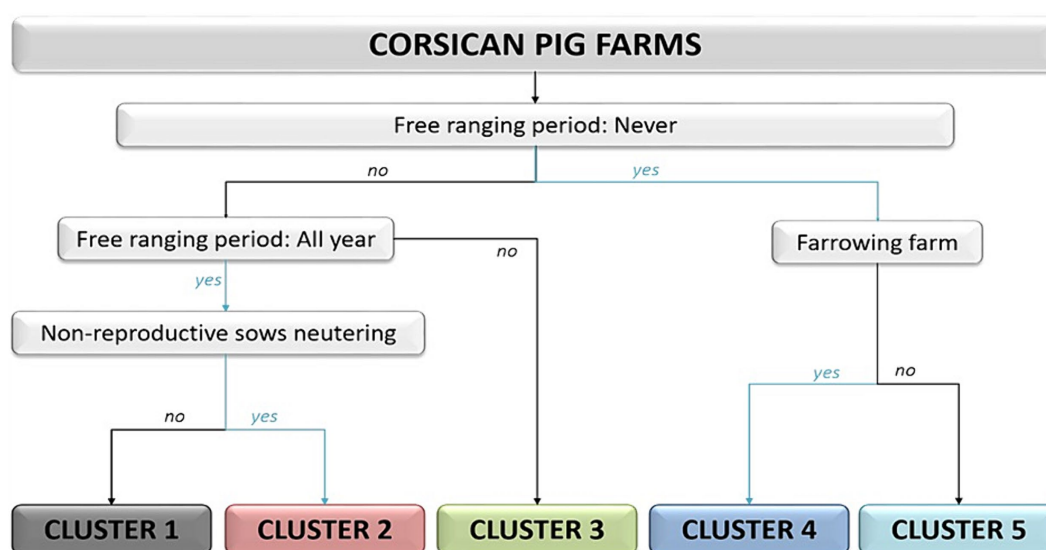 CORSICAN PIG FARMS
Free ranging period: Never
no
yes
Free ranging period: All year
no
Farrowing farm
yes
Non-reproductive sows neutering
yes
no
no
yes
CLUSTER 1
CLUSTER 2
CLUSTER 3
CLUSTER 4
CLUSTER 5